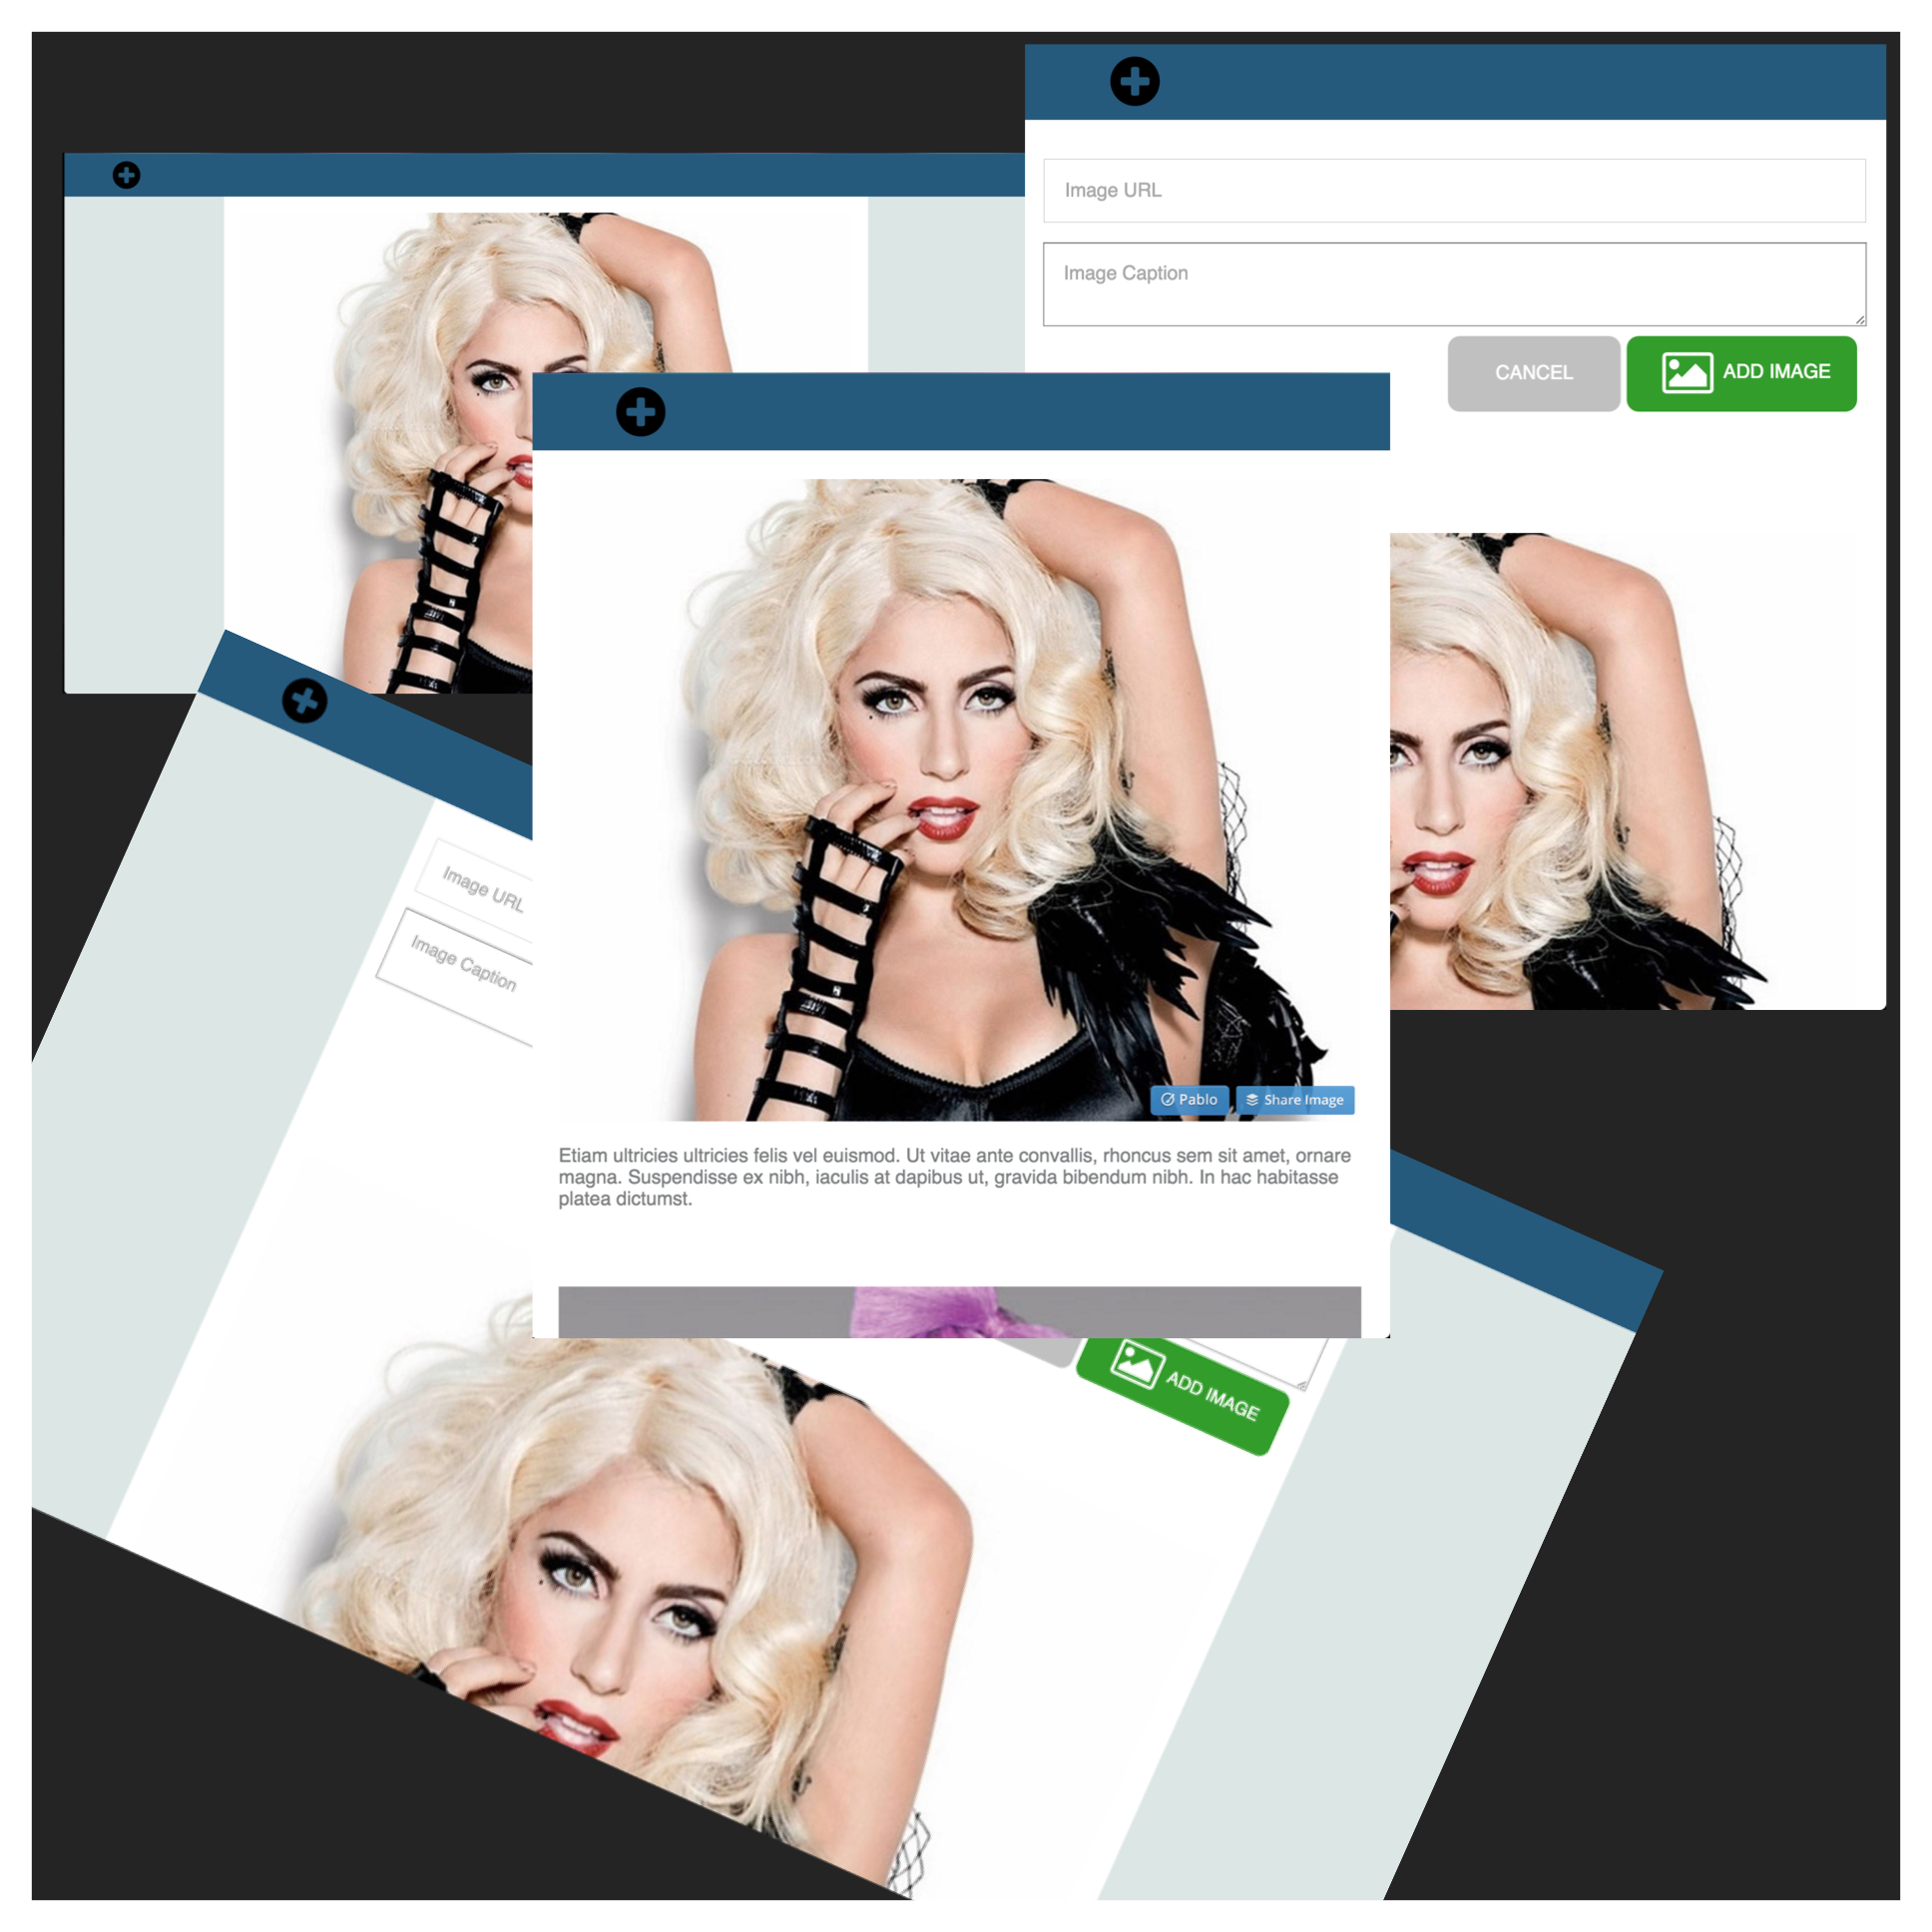 Image URL
Image Caption
CANCEL
ADD IMAGE
Image URL
Image Caption
Pablo
Share Image
Etiam ultricies ultricies felis vel euismod. Ut vitae ante convallis, rhoncus sem sit amet, ornare
magna. Suspendisse ex nibh, iaculis at dapibus ut, gravida bibendum nibh. In hac habitasse
platea dictumst.
ADD IMAGE